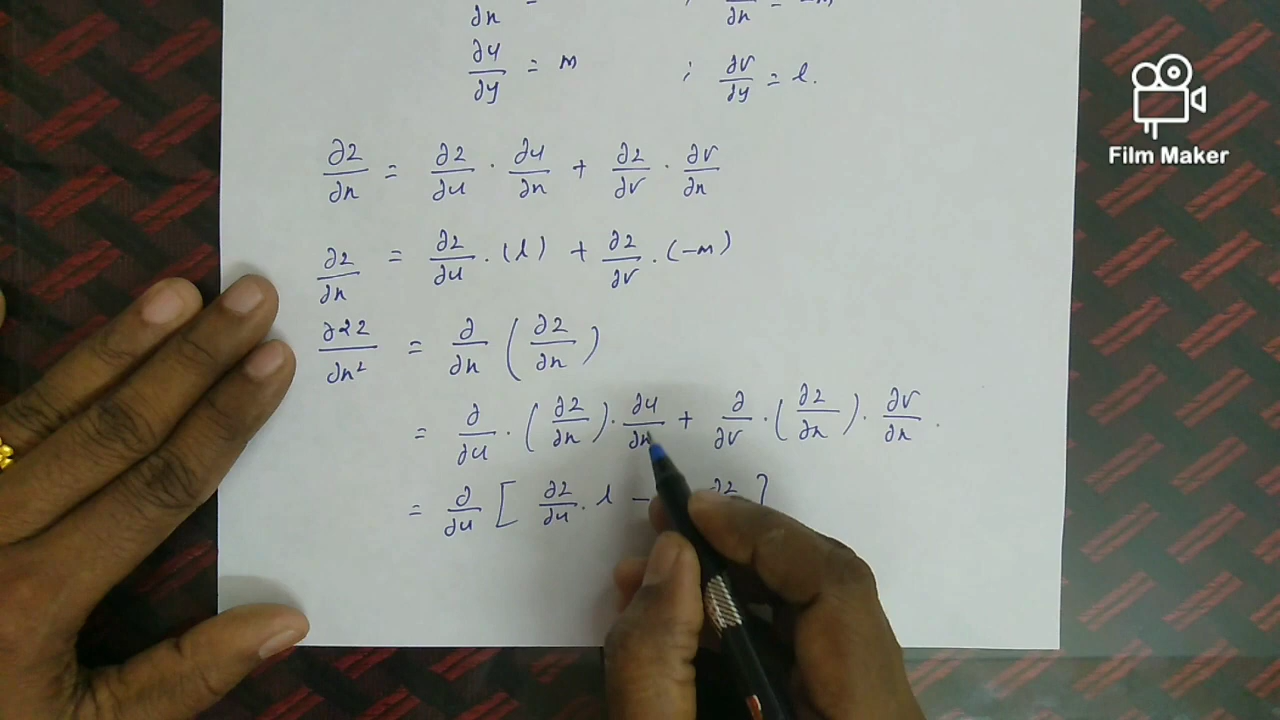 ∂x = ; ∂x = -m
∂u/∂y = m ; ∂v/∂y = l.
∂z/∂x = ∂z/∂u · ∂u/∂x + ∂z/∂v · ∂v/∂x
∂z/∂x = ∂z/∂u · (l) + ∂z/∂v · (-m)
∂²z/∂x² = ∂/∂x (∂z/∂x)
= ∂/∂u · (∂z/∂x) · ∂u/∂x + ∂/∂v · (∂z/∂x) · ∂v/∂x .
= ∂/∂u [ ∂z/∂u · l - ∂z ]
Film Maker